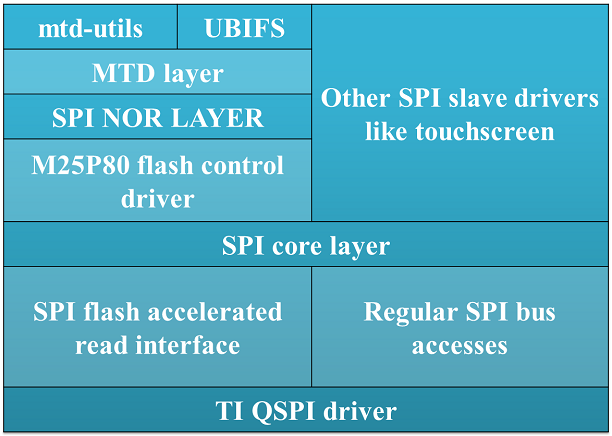 mtd-utils
UBIFS
MTD layer
SPI NOR LAYER
M25P80 flash control
driver
Other SPI slave drivers
like touchscreen
SPI core layer
SPI flash accelerated
read interface
Regular SPI bus
accesses
TI QSPI driver